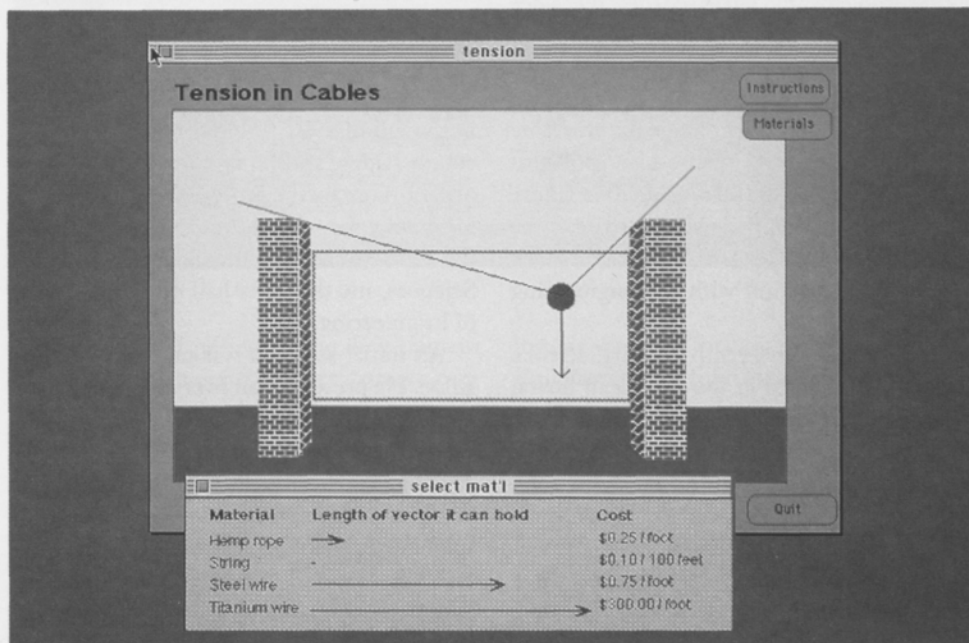 tension
Tension in Cables
Instructions
Materials
select mat'l
Material Length of vector it can hold Cost
Hemp rope $0.25 / foot
String $0.10 / 100 feet
Steel wire $0.75 / foot
Titanium wire $300.00 / foot
Quit